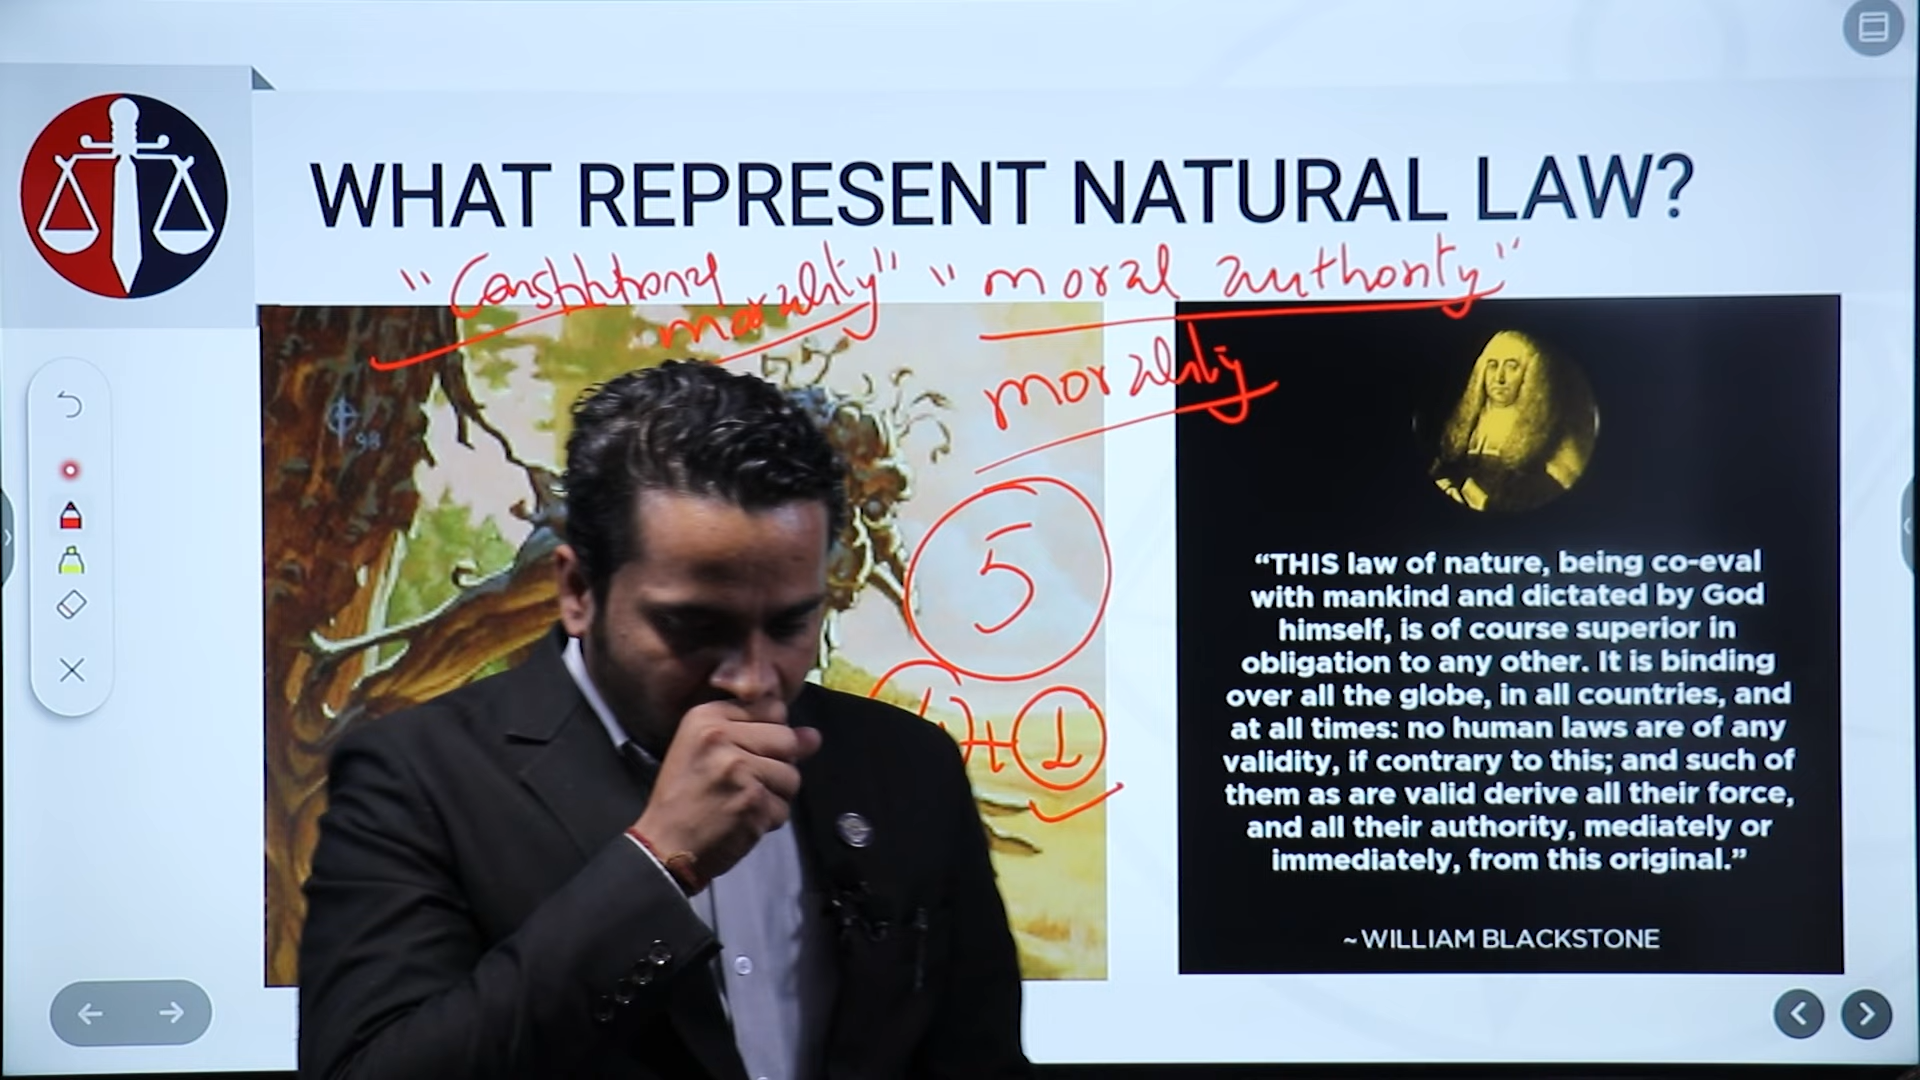 WHAT REPRESENT NATURAL LAW?
"Constitutional morality" "moral authority"
morality
98
5
+ 1
“THIS law of nature, being co-eval
with mankind and dictated by God
himself, is of course superior in
obligation to any other. It is binding
over all the globe, in all countries, and
at all times: no human laws are of any
validity, if contrary to this; and such of
them as are valid derive all their force,
and all their authority, mediately or
immediately, from this original.”
~WILLIAM BLACKSTONE